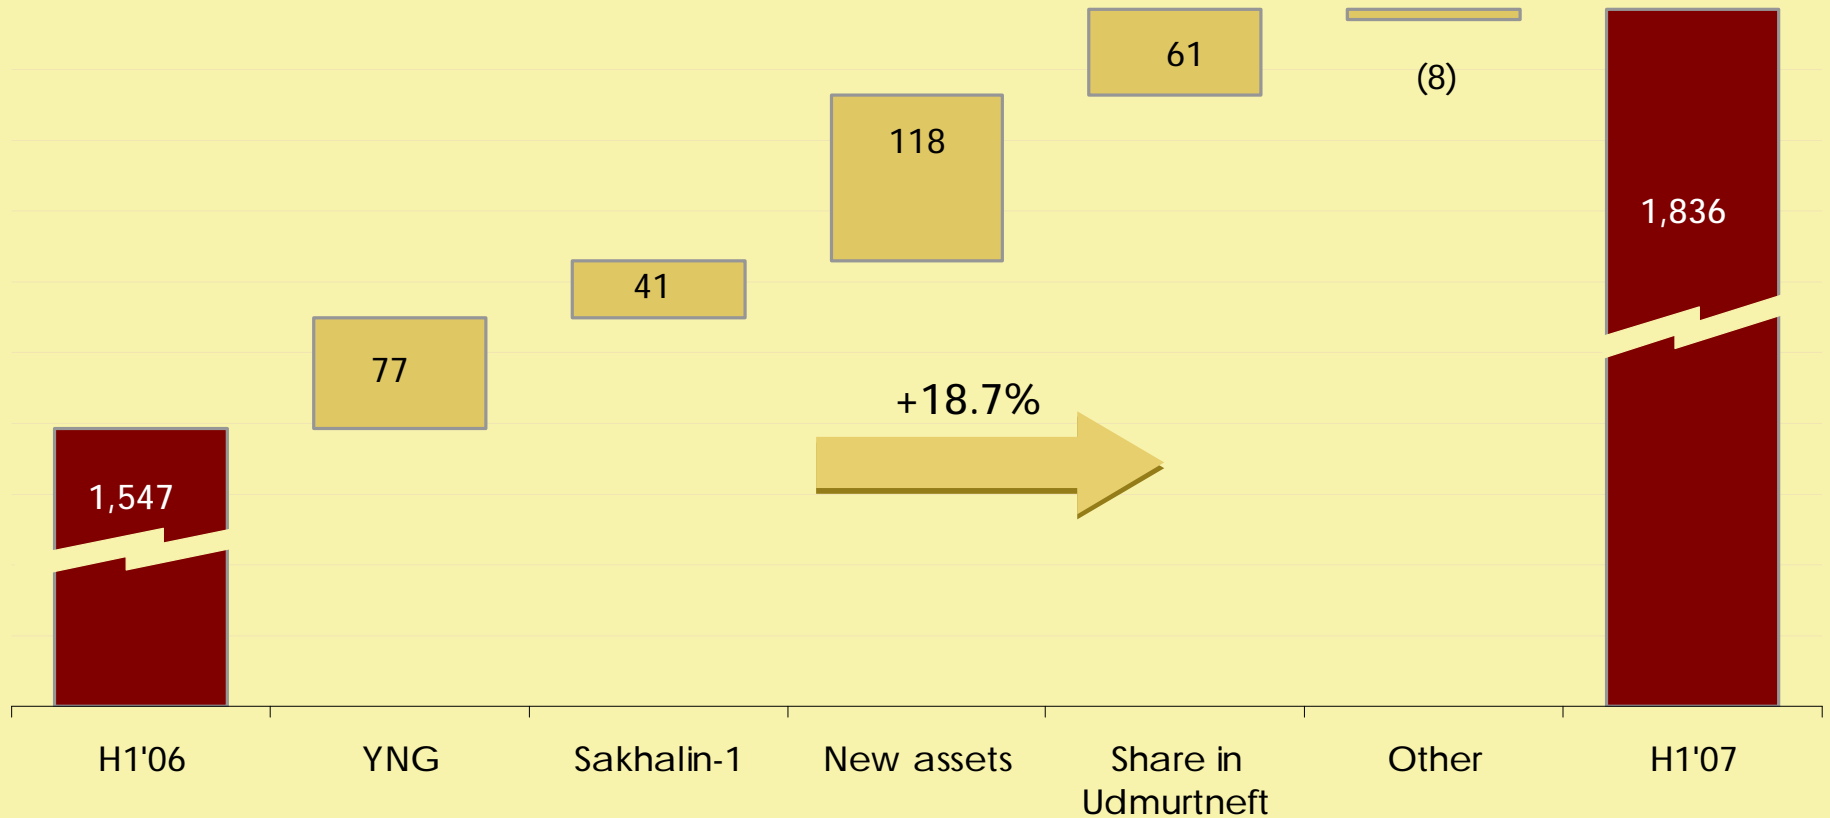 61
(8)
118
1,836
41
77
+18.7%
1,547
H1'06
YNG
Sakhalin-1
New assets
Share in
Udmurtneft
Other
H1'07